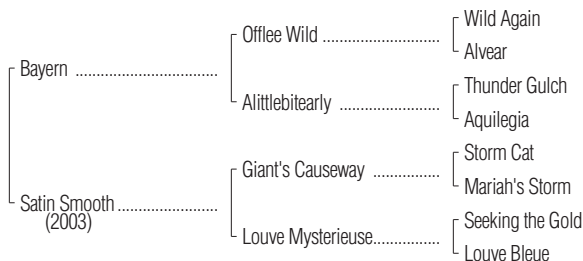 Wild Again
Offlee Wild
Alvear
Bayern
Thunder Gulch
Alittlebitearly
Aquilegia
Storm Cat
Giant's Causeway
Mariah's Storm
Satin Smooth
(2003)
Seeking the Gold
Louve Mysterieuse
Louve Bleue